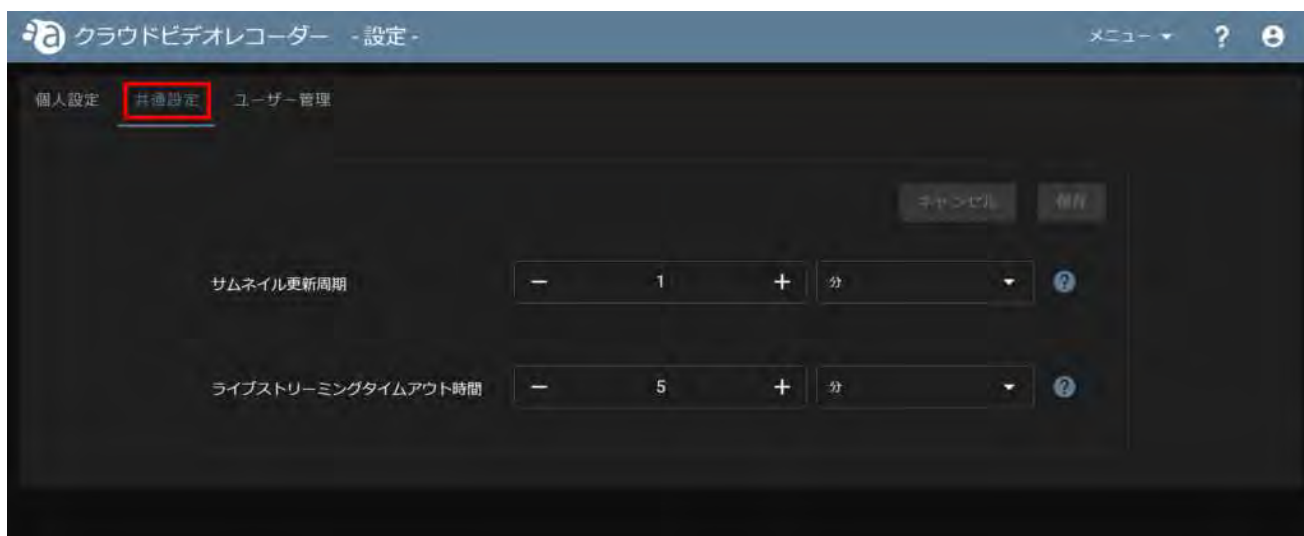 クラウドビデオレコーダー - 設定 -
メニュー ?
個人設定 共通設定 ユーザー管理
キャンセル 保存
サムネイル更新周期 − 1 + 分 ?
ライブストリーミングタイムアウト時間 − 5 + 分 ?